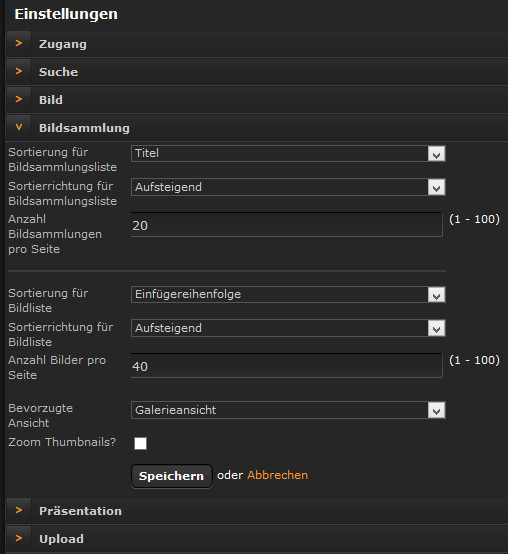 Einstellungen
Zugang
Suche
Bild
Bildsammlung
Sortierung für
Bildsammlungsliste
Titel
Sortierrichtung für
Bildsammlungsliste
Aufsteigend
Anzahl
Bildsammlungen
pro Seite
20
(1 - 100)
Sortierung für
Bildliste
Einfügereihenfolge
Sortierrichtung für
Bildliste
Aufsteigend
Anzahl Bilder pro
Seite
40
(1 - 100)
Bevorzugte
Ansicht
Galerieansicht
Zoom Thumbnails?
Speichern oder Abbrechen
Präsentation
Upload